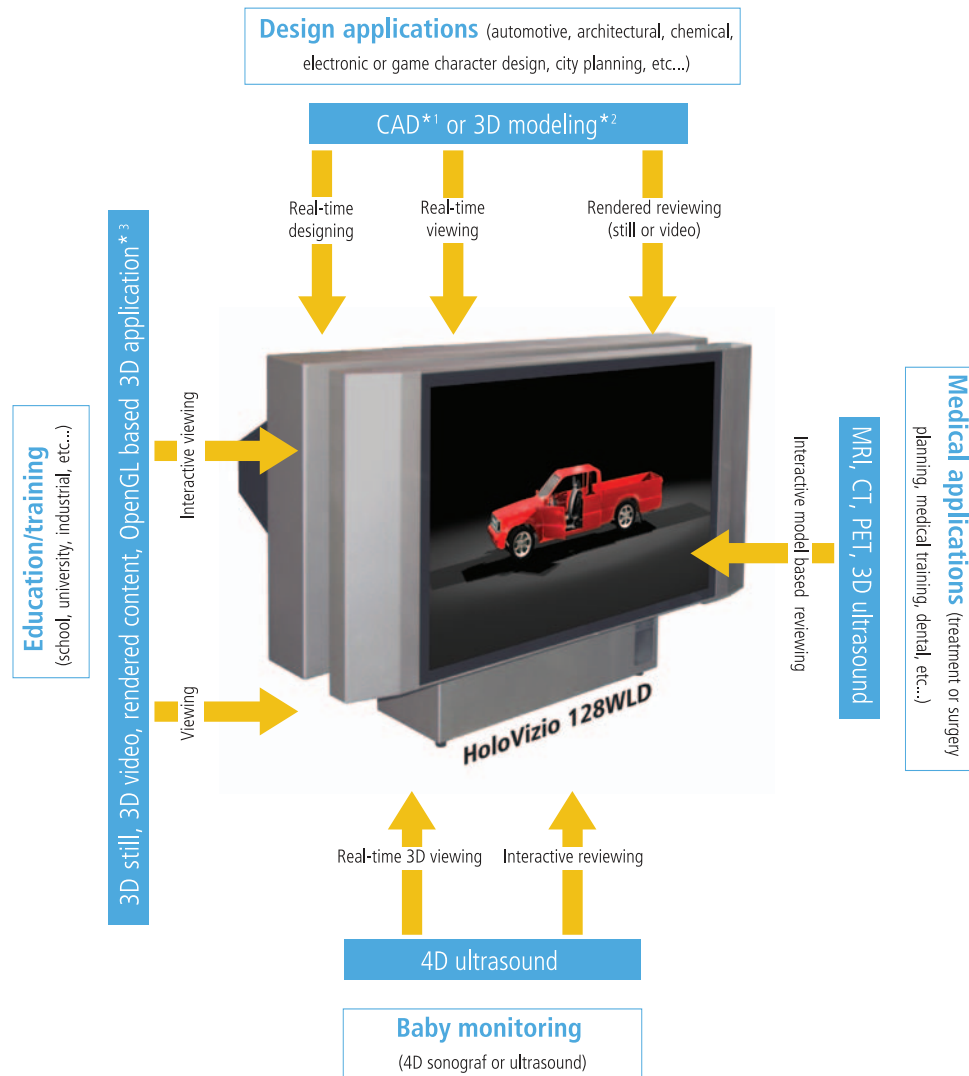 Design applications (automotive, architectural, chemical,
electronic or game character design, city planning, etc...)
CAD*1 or 3D modeling*2
Real-time
designing
Real-time
viewing
Rendered reviewing
(still or video)
Education/training
(school, university, industrial, etc...)
3D still, 3D video, rendered content, OpenGL based 3D application*3
Interactive viewing
Viewing
HoloVizio 128WLD
Interactive model based reviewing
MRI, CT, PET, 3D ultrasound
Medical applications (treatment or surgery
planning, medical training, dental, etc...)
Real-time 3D viewing
Interactive reviewing
4D ultrasound
Baby monitoring
(4D sonograf or ultrasound)